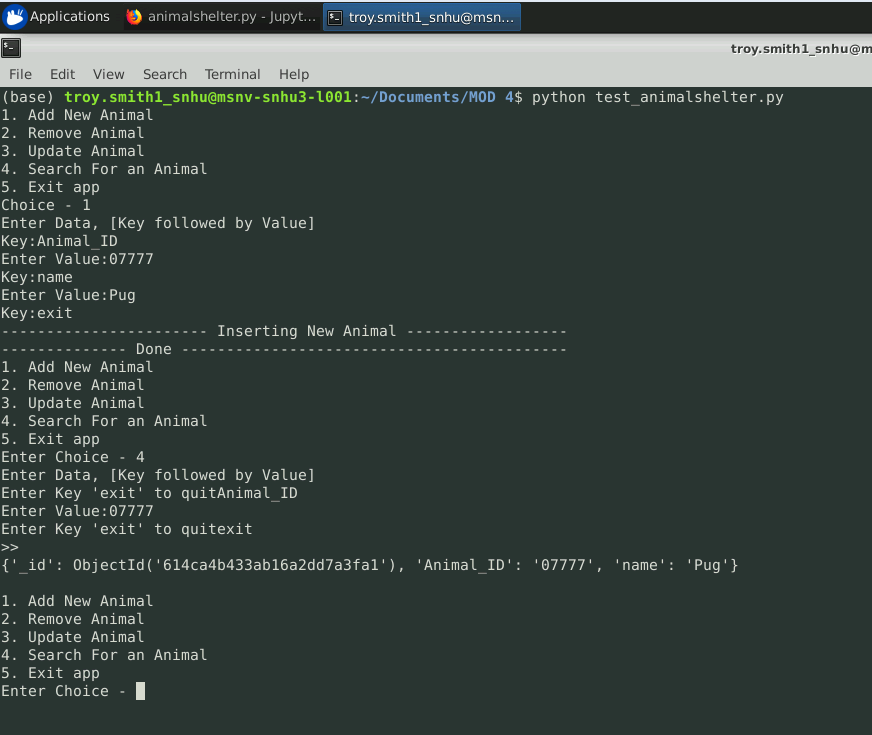 Applications animalshelter.py - Jupyt... troy.smith1_snhu@msn...
troy.smith1_snhu@m
File Edit View Search Terminal Help
(base) troy.smith1_snhu@msnv-snhu3-l001:~/Documents/MOD 4$ python test_animalshelter.py
1. Add New Animal
2. Remove Animal
3. Update Animal
4. Search For an Animal
5. Exit app
Choice - 1
Enter Data, [Key followed by Value]
Key:Animal_ID
Enter Value:07777
Key:name
Enter Value:Pug
Key:exit
----------------------- Inserting New Animal ------------------
-------------- Done -------------------------------------------
1. Add New Animal
2. Remove Animal
3. Update Animal
4. Search For an Animal
5. Exit app
Enter Choice - 4
Enter Data, [Key followed by Value]
Enter Key 'exit' to quitAnimal_ID
Enter Value:07777
Enter Key 'exit' to quitexit
>>
{'_id': ObjectId('614ca4b433ab16a2dd7a3fa1'), 'Animal_ID': '07777', 'name': 'Pug'}
1. Add New Animal
2. Remove Animal
3. Update Animal
4. Search For an Animal
5. Exit app
Enter Choice -